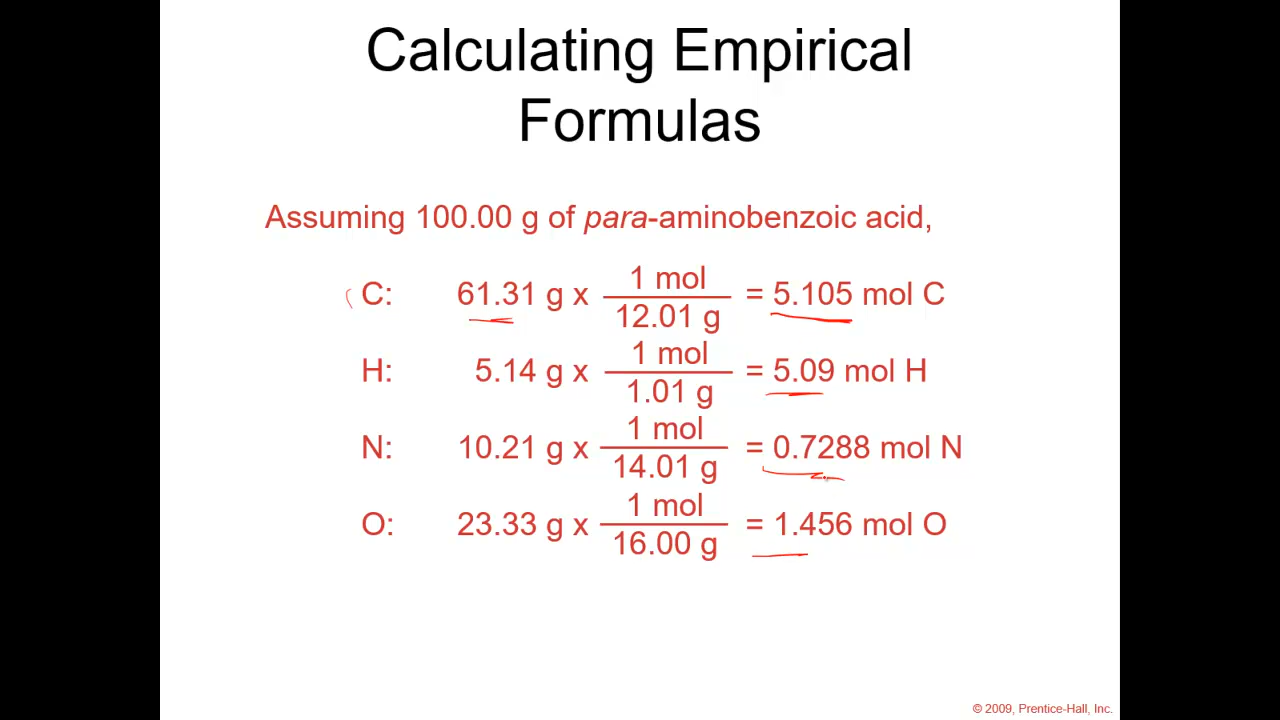 Calculating Empirical
Formulas
Assuming 100.00 g of para-aminobenzoic acid,
C: 61.31 g x 1 mol / 12.01 g = 5.105 mol C
H: 5.14 g x 1 mol / 1.01 g = 5.09 mol H
N: 10.21 g x 1 mol / 14.01 g = 0.7288 mol N
O: 23.33 g x 1 mol / 16.00 g = 1.456 mol O
© 2009, Prentice-Hall, Inc.